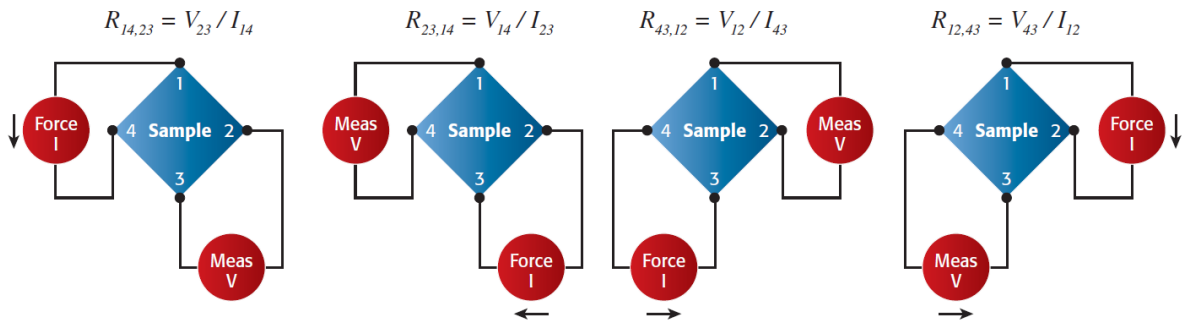 R14,23 = V23 / I14
R23,14 = V14 / I23
R43,12 = V12 / I43
R12,43 = V43 / I12
1
Force
I
4 Sample 2
3
Meas
V
1
Meas
V
4 Sample 2
3
Force
I
1
4 Sample 2
Meas
V
3
Force
I
1
4 Sample 2
Force
I
3
Meas
V